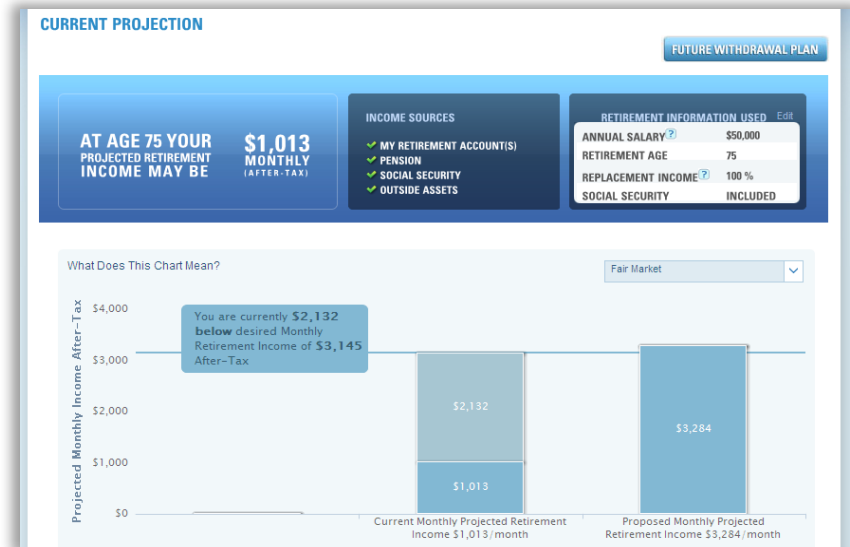 CURRENT PROJECTION
FUTURE WITHDRAWAL PLAN
AT AGE 75 YOUR
PROJECTED RETIREMENT
INCOME MAY BE
$1,013
MONTHLY
(AFTER-TAX)
INCOME SOURCES
MY RETIREMENT ACCOUNT(S)
PENSION
SOCIAL SECURITY
OUTSIDE ASSETS
RETIREMENT INFORMATION USED Edit
ANNUAL SALARY ? $50,000
RETIREMENT AGE 75
REPLACEMENT INCOME ? 100 %
SOCIAL SECURITY INCLUDED
What Does This Chart Mean?
Fair Market
Projected Monthly Income After-Tax
$4,000
$3,000
$2,000
$1,000
$0
You are currently $2,132
below desired Monthly
Retirement Income of $3,145
After-Tax
$2,132
$1,013
$3,284
Current Monthly Projected Retirement
Income $1,013/month
Proposed Monthly Projected
Retirement Income $3,284/month